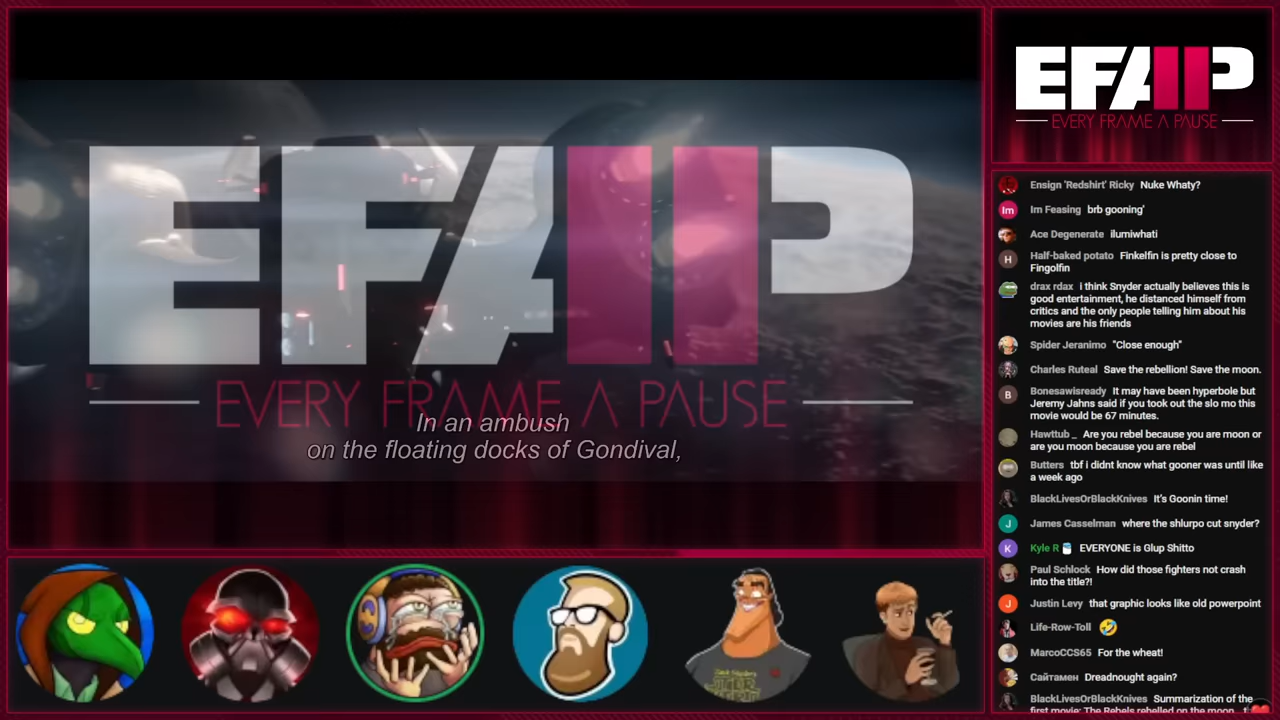 EFAP
EVERY FRAME A PAUSE
In an ambush
on the floating docks of Gondival,
EFAP
EVERY FRAME A PAUSE
Ensign 'Redshirt' Ricky Nuke Whaty?
Im
Im Feasing brb gooning'
Ace Degenerate ilumiwhati
H
Half-baked potato Finkelfin is pretty close to
Fingolfin
drax rdax i think Snyder actually believes this is
good entertainment, he distanced himself from
critics and the only people telling him about his
movies are his friends
Spider Jeranimo "Close enough"
Charles Ruteal Save the rebellion! Save the moon.
B
Bonesawisready It may have been hyperbole but
Jeremy Jahns said if you took out the slo mo this
movie would be 67 minutes.
Hawttub _ Are you rebel because you are moon or
are you moon because you are rebel
Butters tbf i didnt know what gooner was until like
a week ago
BlackLivesOrBlackKnives It's Goonin time!
J
James Casselman where the shlurpo cut snyder?
K
Kyle R EVERYONE is Glup Shitto
Paul Schlock How did those fighters not crash
into the title?!
J
Justin Levy that graphic looks like old powerpoint
Life-Row-Toll 🤣
MarcoCCS65 For the wheat!
Сайтамен Dreadnought again?
BlackLivesOrBlackKnives Summarization of the
first movie: The Rebels rebelled on the moon